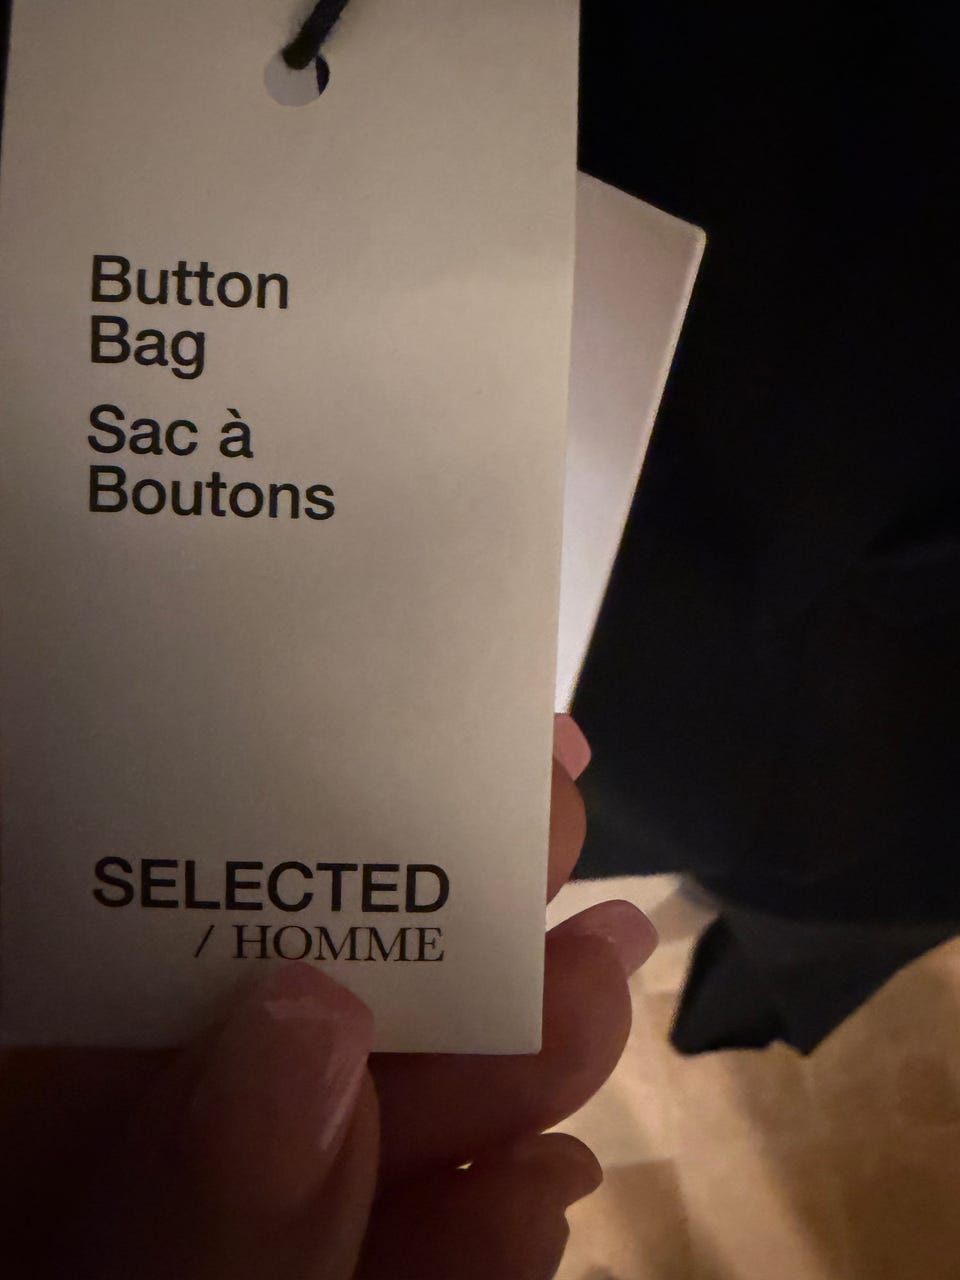 Button
Bag
Sac à
Boutons
SELECTED
/ HOMME